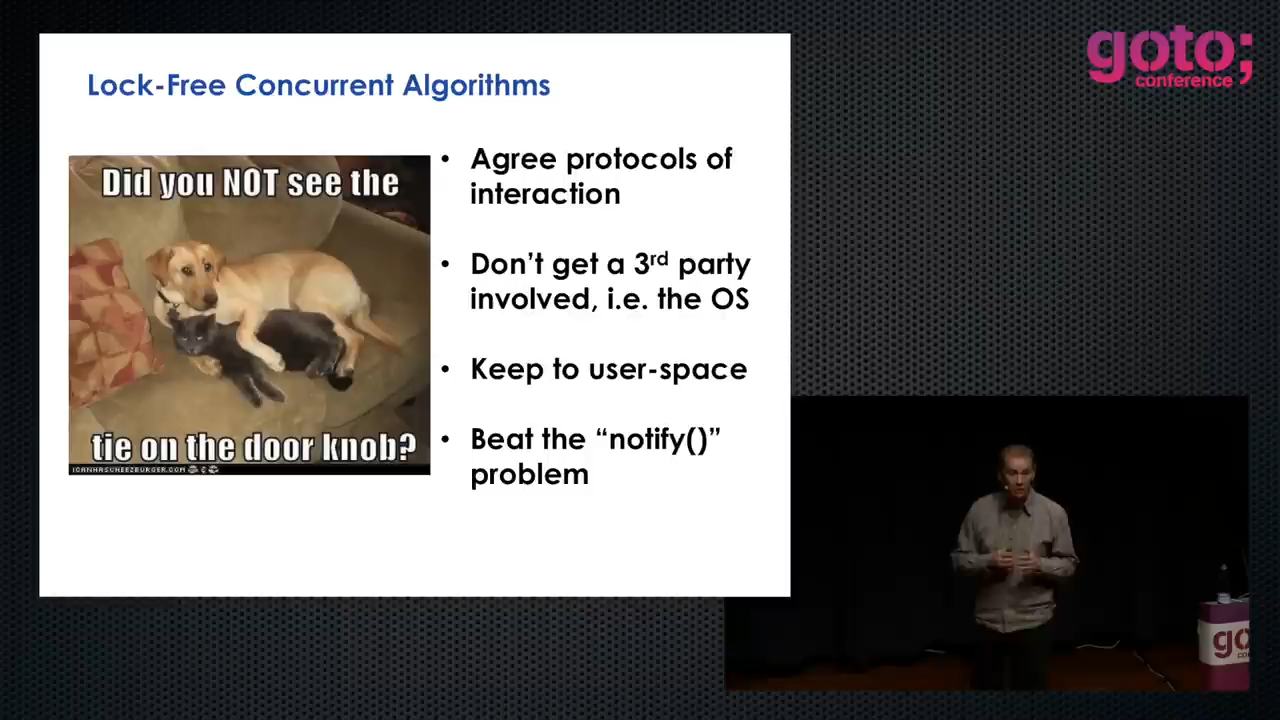 goto;
conference
Lock-Free Concurrent Algorithms
Did you NOT see the
tie on the door knob?
ICANHASCHEEZBURGER.COM
• Agree protocols of
interaction
• Don’t get a 3rd party
involved, i.e. the OS
• Keep to user-space
• Beat the “notify()”
problem
go